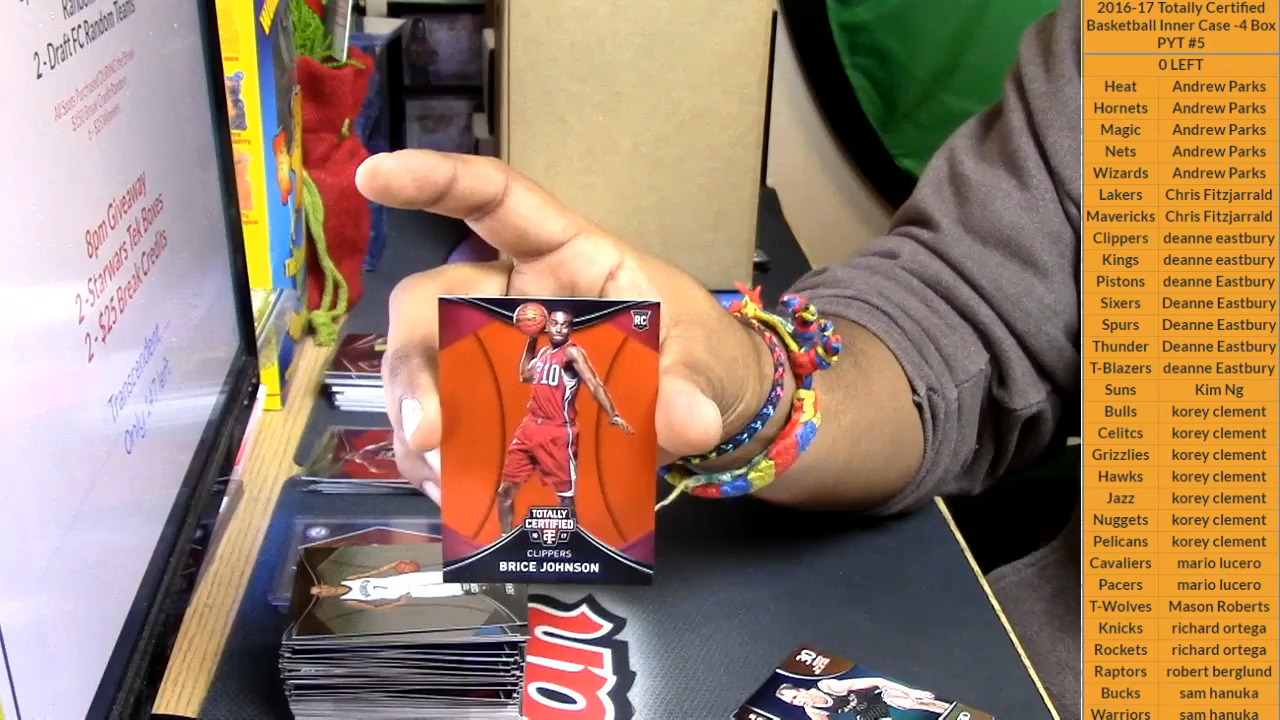 2 - Draft FC Random Teams
8pm Giveaway
2 - Starwars Tek Boxes
2 - $25 Break Credits
RC
10
TOTALLY
CERTIFIED
CLIPPERS
BRICE JOHNSON
2016-17 Totally Certified
Basketball Inner Case -4 Box
PYT #5
0 LEFT
Heat Andrew Parks
Hornets Andrew Parks
Magic Andrew Parks
Nets Andrew Parks
Wizards Andrew Parks
Lakers Chris Fitzjarrald
Mavericks Chris Fitzjarrald
Clippers deanne eastbury
Kings deanne eastbury
Pistons deanne Eastbury
Sixers Deanne Eastbury
Spurs Deanne Eastbury
Thunder Deanne Eastbury
T-Blazers deanne Eastbury
Suns Kim Ng
Bulls korey clement
Celitcs korey clement
Grizzlies korey clement
Hawks korey clement
Jazz korey clement
Nuggets korey clement
Pelicans korey clement
Cavaliers mario lucero
Pacers mario lucero
T-Wolves Mason Roberts
Knicks richard ortega
Rockets richard ortega
Raptors robert berglund
Bucks sam hanuka
Warriors sam hanuka